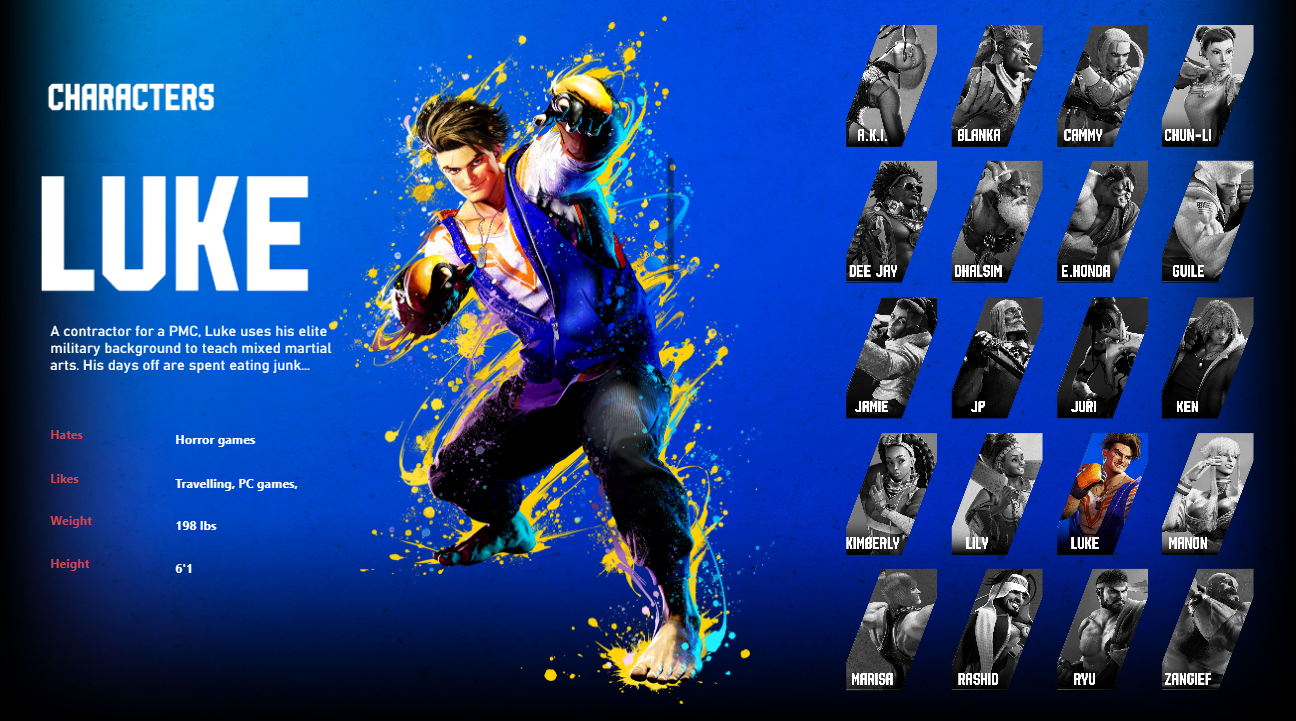 CHARACTERS
LUKE
A contractor for a PMC, Luke uses his elite
military background to teach mixed martial
arts. His days off are spent eating junk...
Hates
Horror games
Likes
Travelling, PC games,
Weight
198 lbs
Height
6'1
A.K.I.
BLANKA
CAMMY
CHUN-LI
DEE JAY
DHALSIM
E.HONDA
GUILE
JAMIE
JP
JURI
KEN
KIMBERLY
LILY
LUKE
MANON
MARISA
RASHID
RYU
ZANGIEF